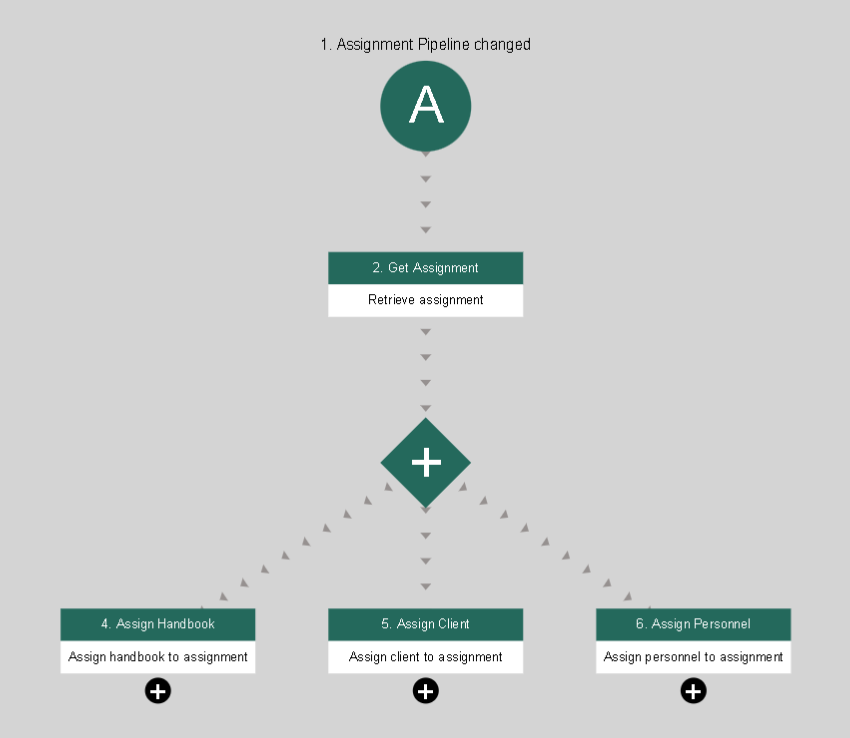 1. Assignment Pipeline changed
A
2. Get Assignment
Retrieve assignment
4. Assign Handbook
Assign handbook to assignment
5. Assign Client
Assign client to assignment
6. Assign Personnel
Assign personnel to assignment